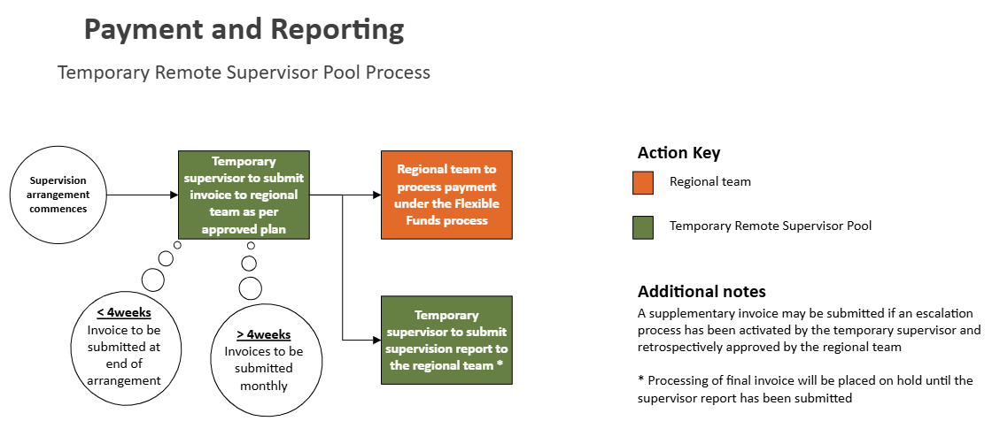 Payment and Reporting
Temporary Remote Supervisor Pool Process
Supervision
arrangement
commences
Temporary
supervisor to submit
invoice to regional
team as per
approved plan
Regional team to
process payment
under the Flexible
Funds process
< 4weeks
Invoice to be
submitted at
end of
arrangement
> 4weeks
Invoices to be
submitted
monthly
Temporary
supervisor to submit
supervision report to
the regional team *
Action Key
Regional team
Temporary Remote Supervisor Pool
Additional notes
A supplementary invoice may be submitted if an escalation
process has been activated by the temporary supervisor and
retrospectively approved by the regional team
* Processing of final invoice will be placed on hold until the
supervisor report has been submitted